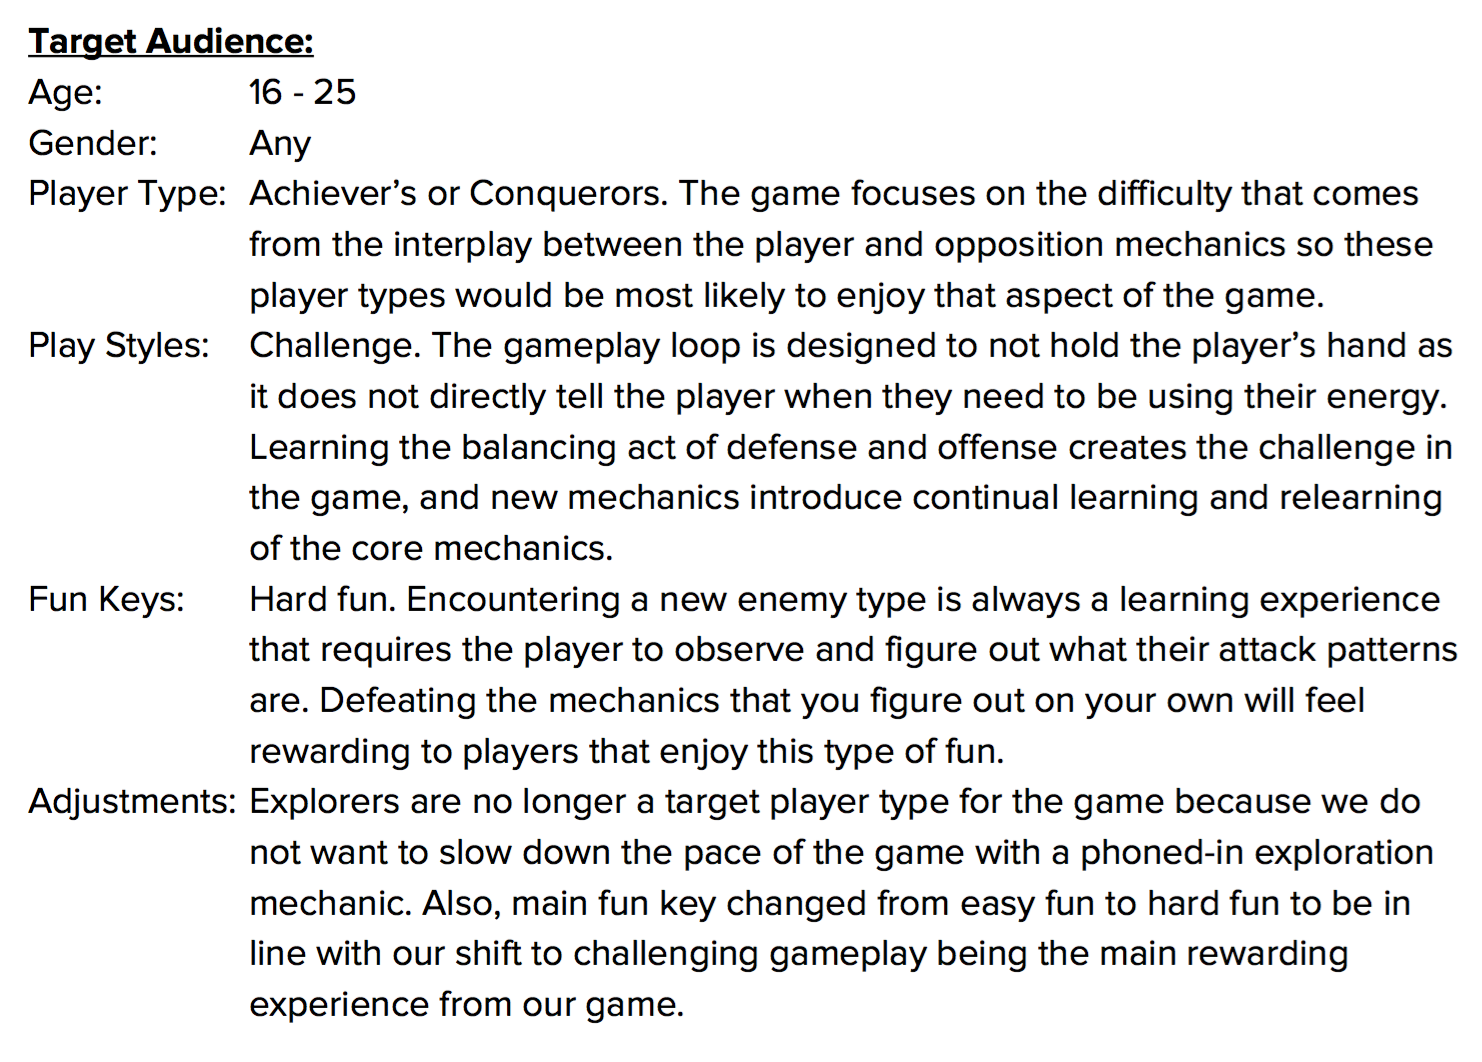 Target Audience:
Age: 16 - 25
Gender: Any
Player Type: Achiever’s or Conquerors. The game focuses on the difficulty that comes
from the interplay between the player and opposition mechanics so these
player types would be most likely to enjoy that aspect of the game.
Play Styles: Challenge. The gameplay loop is designed to not hold the player’s hand as
it does not directly tell the player when they need to be using their energy.
Learning the balancing act of defense and offense creates the challenge in
the game, and new mechanics introduce continual learning and relearning
of the core mechanics.
Fun Keys: Hard fun. Encountering a new enemy type is always a learning experience
that requires the player to observe and figure out what their attack patterns
are. Defeating the mechanics that you figure out on your own will feel
rewarding to players that enjoy this type of fun.
Adjustments: Explorers are no longer a target player type for the game because we do
not want to slow down the pace of the game with a phoned-in exploration
mechanic. Also, main fun key changed from easy fun to hard fun to be in
line with our shift to challenging gameplay being the main rewarding
experience from our game.